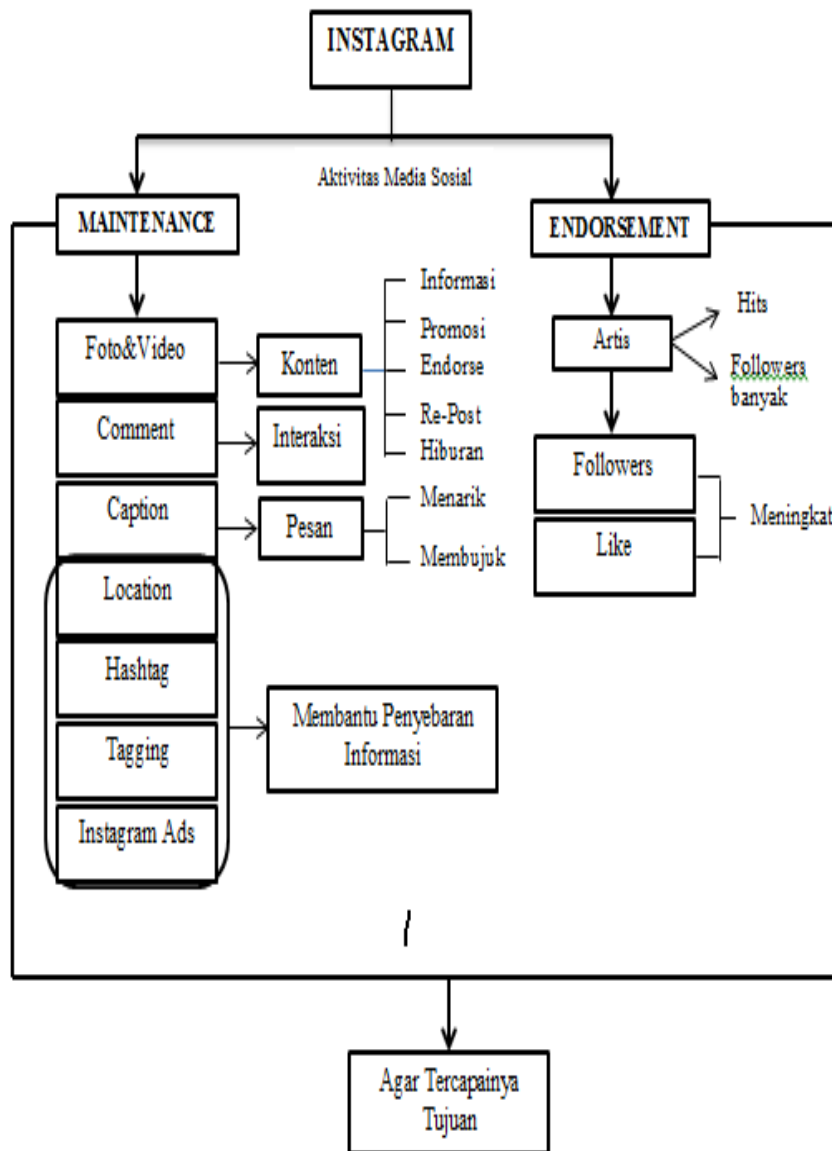 INSTAGRAM
Aktivitas Media Sosial
MAINTENANCE
ENDORSEMENT
Foto&Video
Konten
Informasi
Promosi
Endorse
Re-Post
Hiburan
Comment
Interaksi
Caption
Pesan
Menarik
Membujuk
Location
Hashtag
Tagging
Instagram Ads
Membantu Penyebaran
Informasi
Artis
Hits
Followers
banyak
Followers
Like
Meningkat
Agar Tercapainya
Tujuan